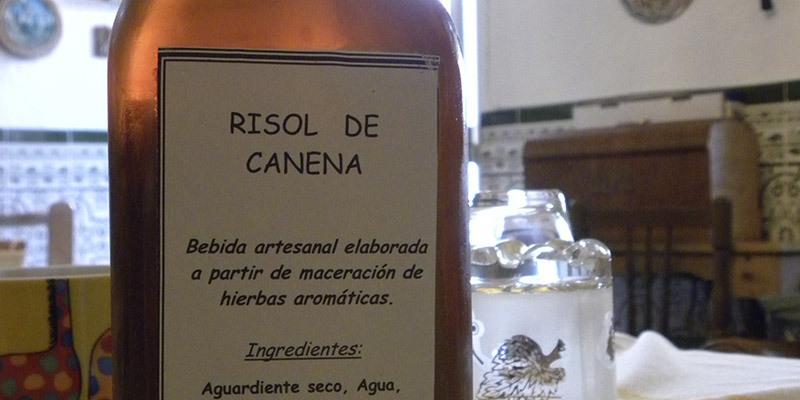 RISOL DE
CANENA
Bebida artesanal elaborada
a partir de maceración de
hierbas aromáticas.
Ingredientes:
Aguardiente seco, Agua,